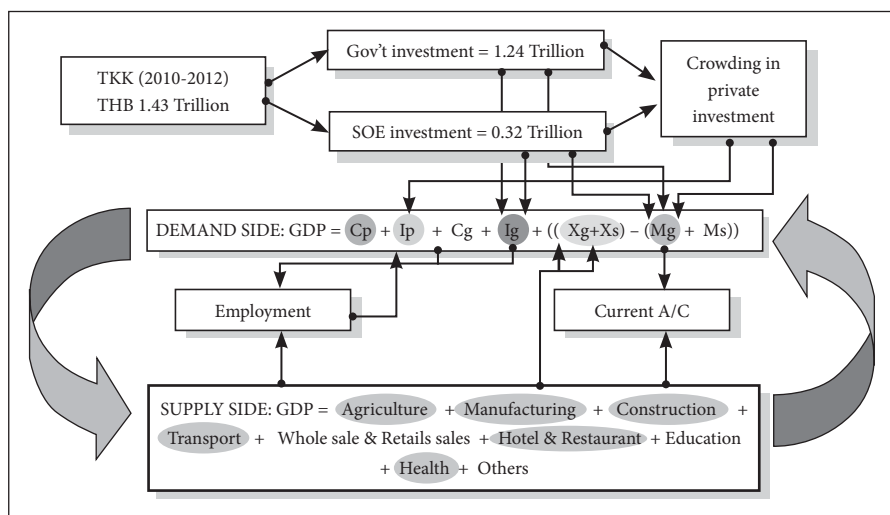 TKK (2010-2012)
THB 1.43 Trillion
Gov't investment = 1.24 Trillion
SOE investment = 0.32 Trillion
Crowding in
private
investment
DEMAND SIDE: GDP = Cp + Ip + Cg + Ig + (( Xg+Xs) – (Mg + Ms))
Employment
Current A/C
SUPPLY SIDE: GDP = Agriculture + Manufacturing + Construction +
Transport + Whole sale & Retails sales + Hotel & Restaurant + Education
+ Health + Others